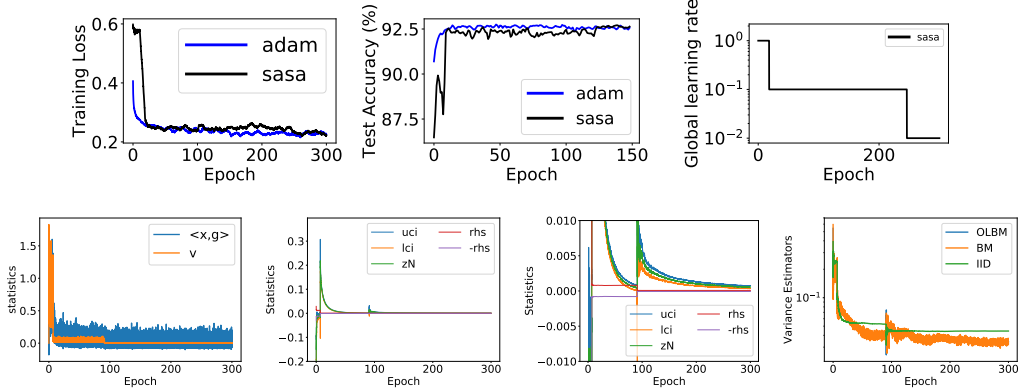 Training Loss
0.6
0.4
0.2
adam
sasa
0
100
200
300
Epoch
Test Accuracy (%)
92.5
90.0
87.5
adam
sasa
0
50
100
150
Epoch
Global learning rate
10⁰
10⁻¹
10⁻²
sasa
0
200
Epoch
statistics
1.5
1.0
0.5
0.0
<x,g>
v
0
100
200
300
Epoch
Statistics
0.3
0.2
0.1
0.0
−0.1
−0.2
uci
lci
zN
rhs
-rhs
0
100
200
300
Epoch
Statistics
0.010
0.005
0.000
−0.005
−0.010
uci
lci
zN
rhs
-rhs
0
100
200
300
Epoch
Variance Estimators
10⁻¹
OLBM
BM
IID
0
100
200
300
Epoch